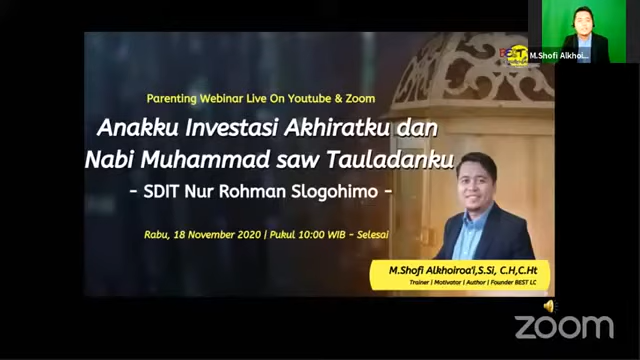 Parenting Webinar Live On Youtube & Zoom
Anakku Investasi Akhiratku dan
Nabi Muhammad saw Tauladanku
- SDIT Nur Rohman Slogohimo -
Rabu, 18 November 2020 | Pukul 10:00 WIB - Selesai
M.Shofi Alkhoiroa'i,S.Si, C.H,C.Ht
Trainer | Motivator | Author | Founder BEST LC
M.Shofi Alkhoi...
zoom